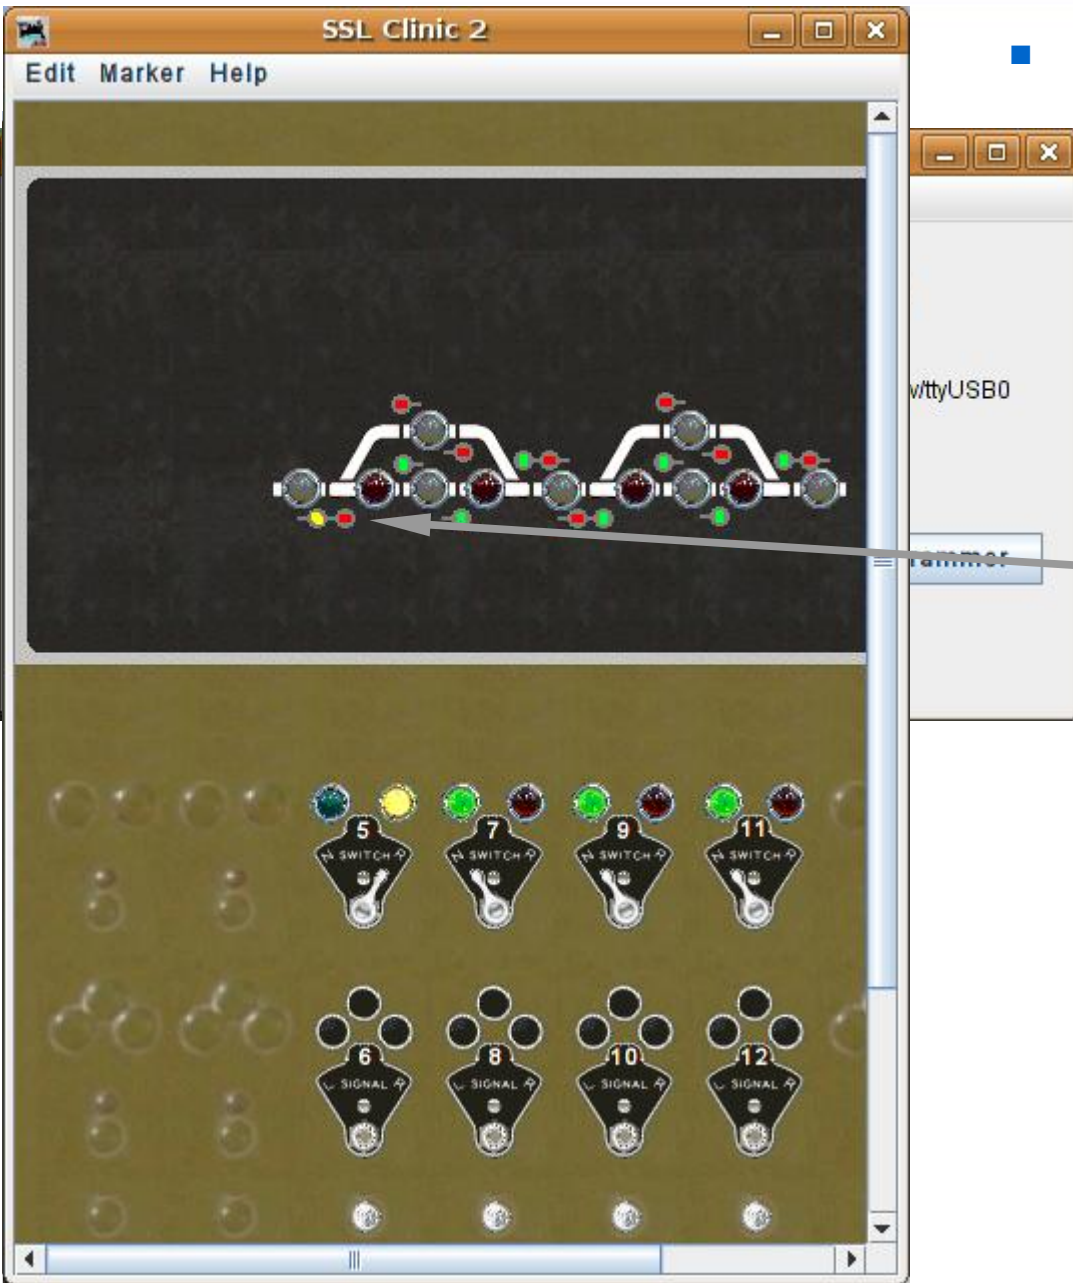 SSL Clinic 2
Edit Marker Help
v/ttyUSB0
rammer
5 7 9 11
N SWITCH R N SWITCH R N SWITCH R N SWITCH R
6 8 10 12
L SIGNAL R L SIGNAL R L SIGNAL R L SIGNAL R